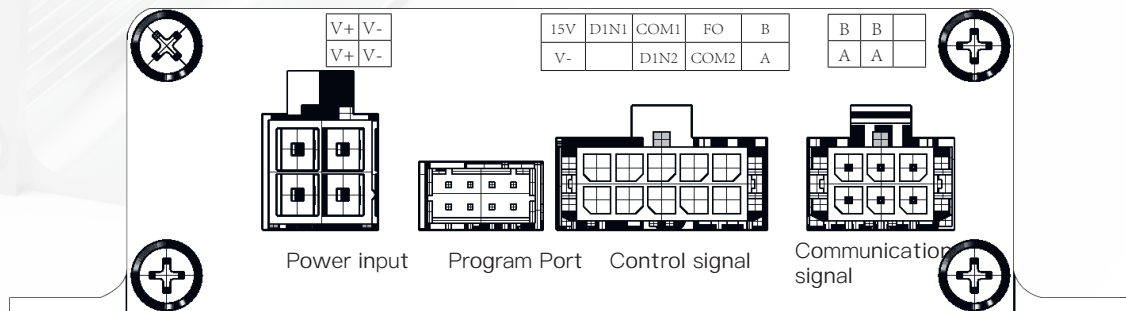 V+ V-
V+ V-
15V D1N1 COM1 FO B
V- D1N2 COM2 A
B B
A A
Power input
Program Port
Control signal
Communication
signal